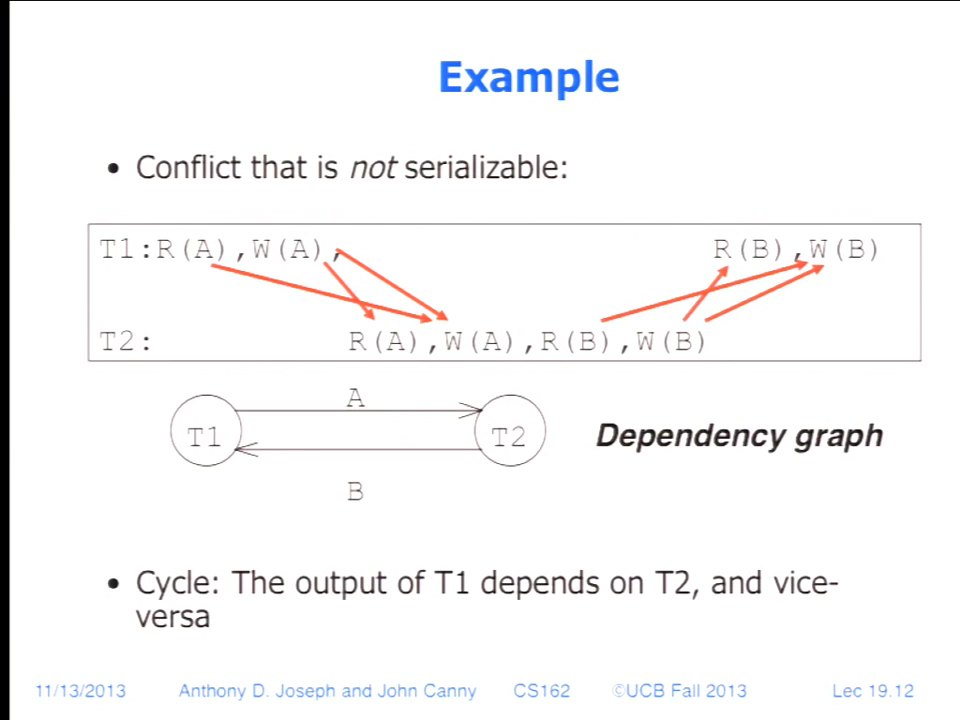 Example
• Conflict that is not serializable:
T1:R(A),W(A), R(B),W(B)
T2: R(A),W(A),R(B),W(B)
A
T1 T2 Dependency graph
B
• Cycle: The output of T1 depends on T2, and vice-
versa
11/13/2013 Anthony D. Joseph and John Canny CS162 ©UCB Fall 2013 Lec 19.12